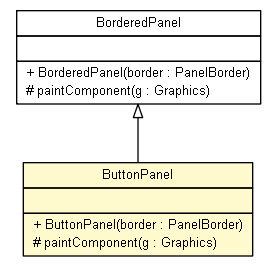 BorderedPanel
+ BorderedPanel(border : PanelBorder)
# paintComponent(g : Graphics)
ButtonPanel
+ ButtonPanel(border : PanelBorder)
# paintComponent(g : Graphics)